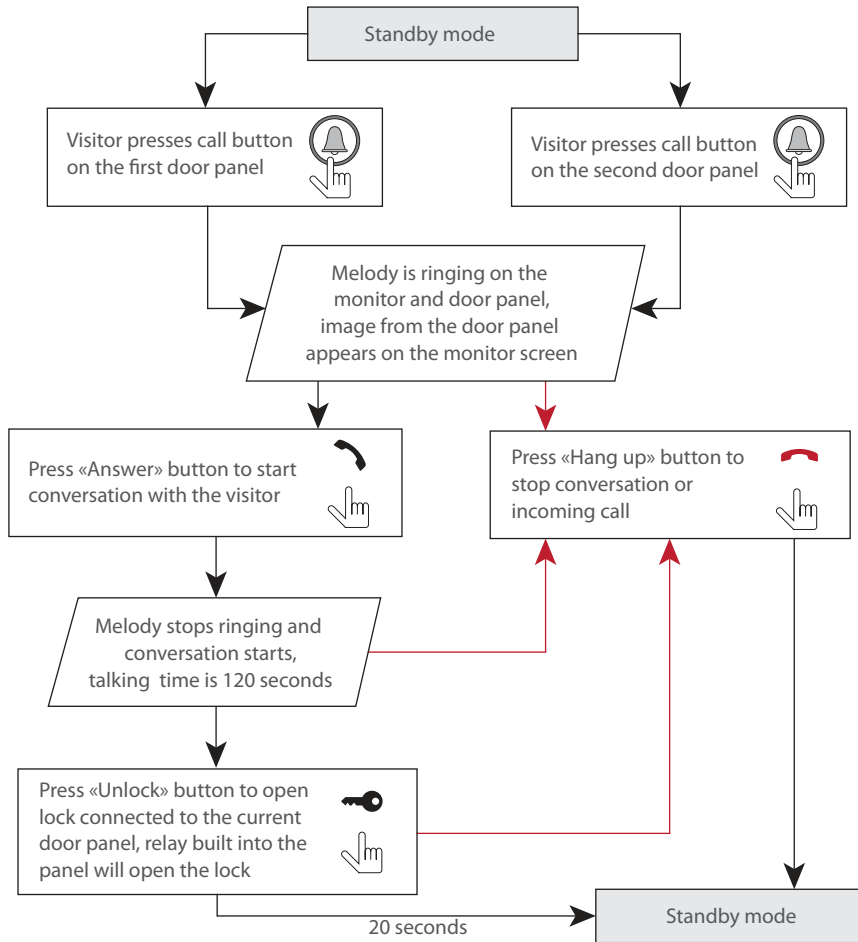 Standby mode
Visitor presses call button
on the first door panel
Visitor presses call button
on the second door panel
Melody is ringing on the
monitor and door panel,
image from the door panel
appears on the monitor screen
Press «Answer» button to start
conversation with the visitor
Press «Hang up» button to
stop conversation or
incoming call
Melody stops ringing and
conversation starts,
talking time is 120 seconds
Press «Unlock» button to open
lock connected to the current
door panel, relay built into the
panel will open the lock
20 seconds
Standby mode